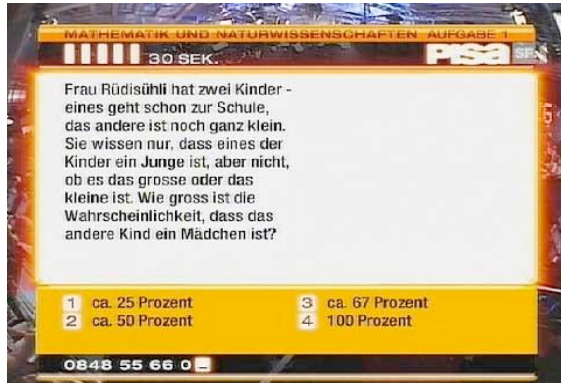 MATHEMATIK UND NATURWISSENSCHAFTEN AUFGABE 1
30 SEK.
PISA SF
Frau Rüdisühli hat zwei Kinder -
eines geht schon zur Schule,
das andere ist noch ganz klein.
Sie wissen nur, dass eines der
Kinder ein Junge ist, aber nicht,
ob es das grosse oder das
kleine ist. Wie gross ist die
Wahrscheinlichkeit, dass das
andere Kind ein Mädchen ist?
1 ca. 25 Prozent
2 ca. 50 Prozent
3 ca. 67 Prozent
4 100 Prozent
0848 55 66 0_